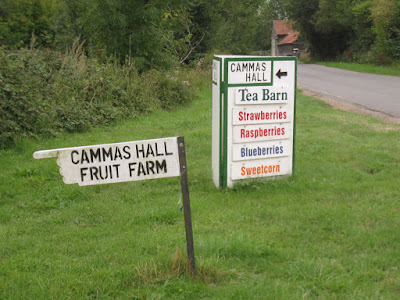 CAMMAS HALL
FRUIT FARM
CAMMAS HALL
Tea Barn
Strawberries
Raspberries
Blueberries
Sweetcorn